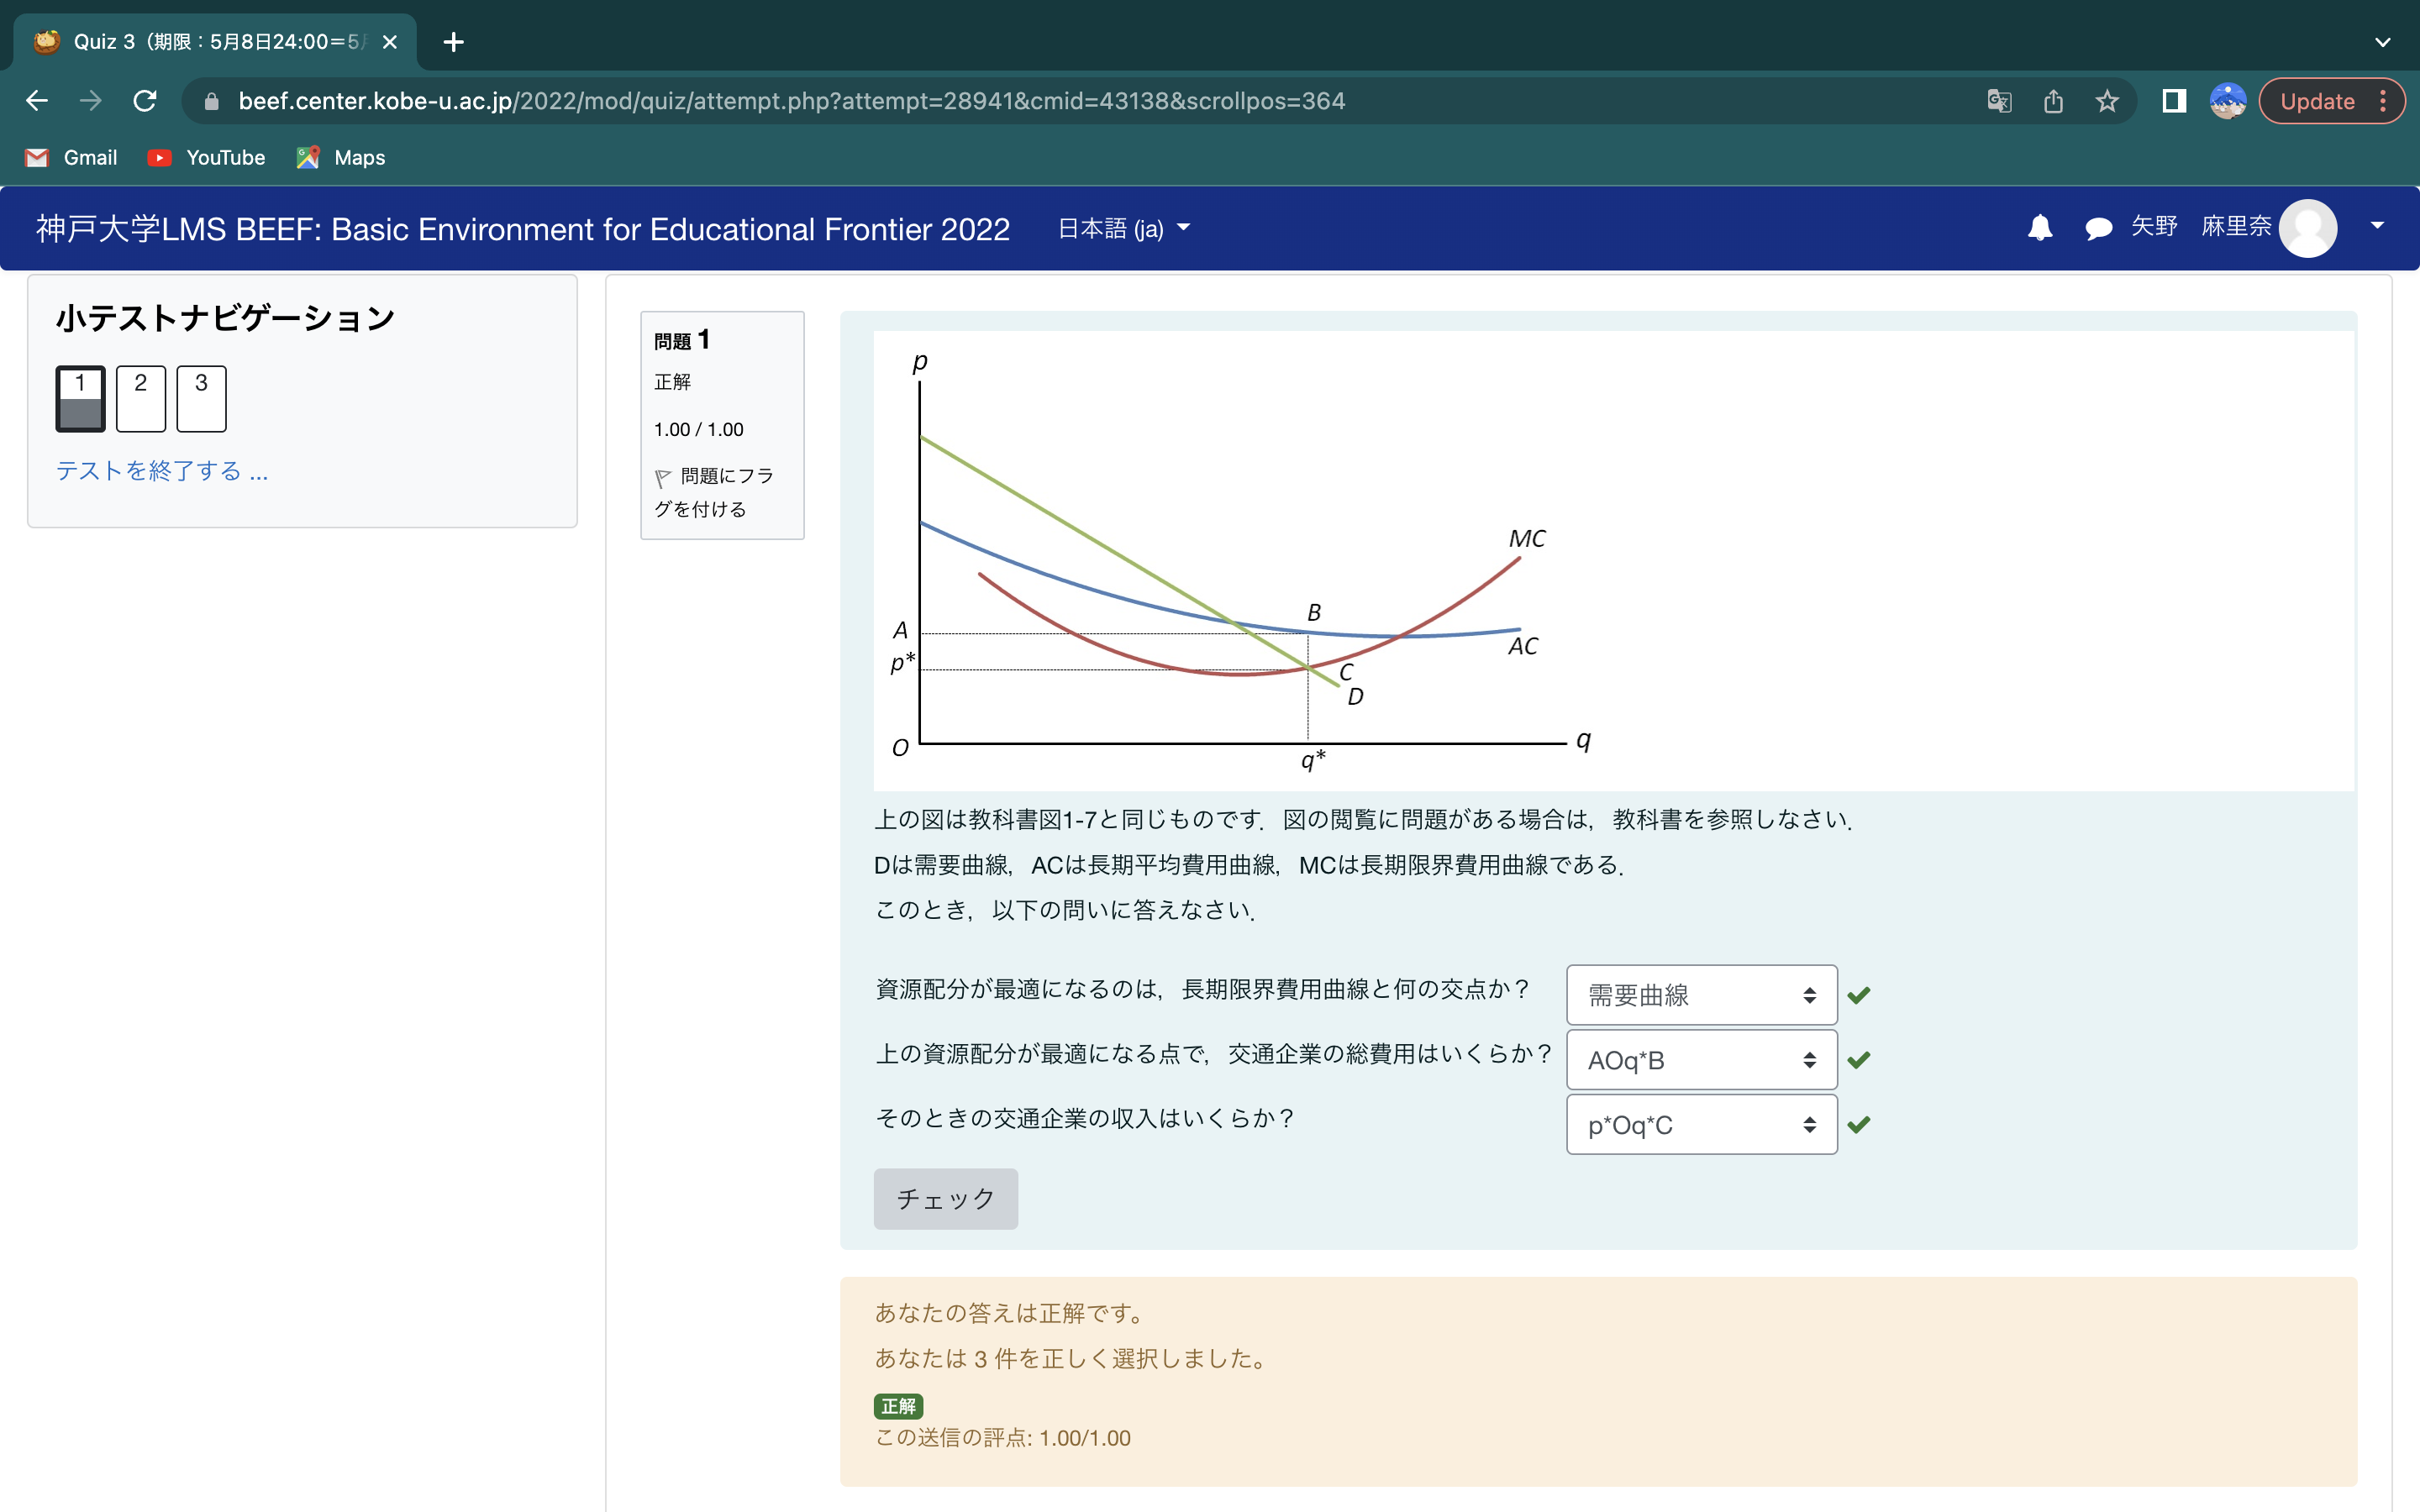 Quiz 3（期限：5月8日24:00＝5月
beef.center.kobe-u.ac.jp/2022/mod/quiz/attempt.php?attempt=28941&cmid=43138&scrollpos=364
Update
Gmail
YouTube
Maps
神戸大学LMS BEEF: Basic Environment for Educational Frontier 2022
日本語 (ja)
矢野 麻里奈
小テストナビゲーション
1
2
3
テストを終了する ...
問題 1
正解
1.00 / 1.00
問題にフラ
グを付ける
p
MC
B
A
AC
p*
C
D
O
q
q*
上の図は教科書図1-7と同じものです．図の閲覧に問題がある場合は，教科書を参照しなさい．
Dは需要曲線，ACは長期平均費用曲線，MCは長期限界費用曲線である．
このとき，以下の問いに答えなさい．
資源配分が最適になるのは，長期限界費用曲線と何の交点か？
需要曲線
上の資源配分が最適になる点で，交通企業の総費用はいくらか？
AOq*B
そのときの交通企業の収入はいくらか？
p*Oq*C
チェック
あなたの答えは正解です。
あなたは 3 件を正しく選択しました。
正解
この送信の評点: 1.00/1.00